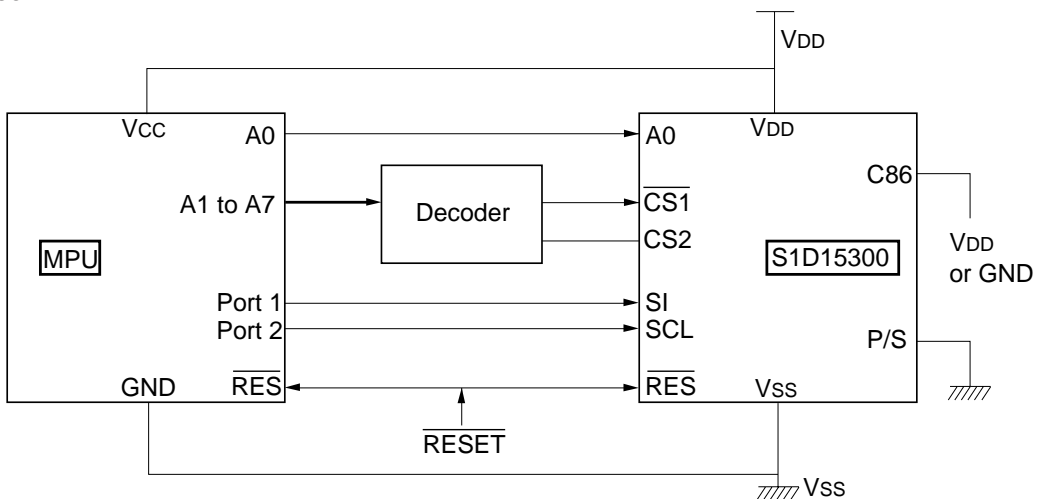 VDD
VCC
A0
A1 to A7
MPU
Port 1
Port 2
GND
RES
Decoder
RESET
A0
VDD
C86
CS1
CS2
S1D15300
VDD
or GND
SI
SCL
P/S
RES
VSS
VSS